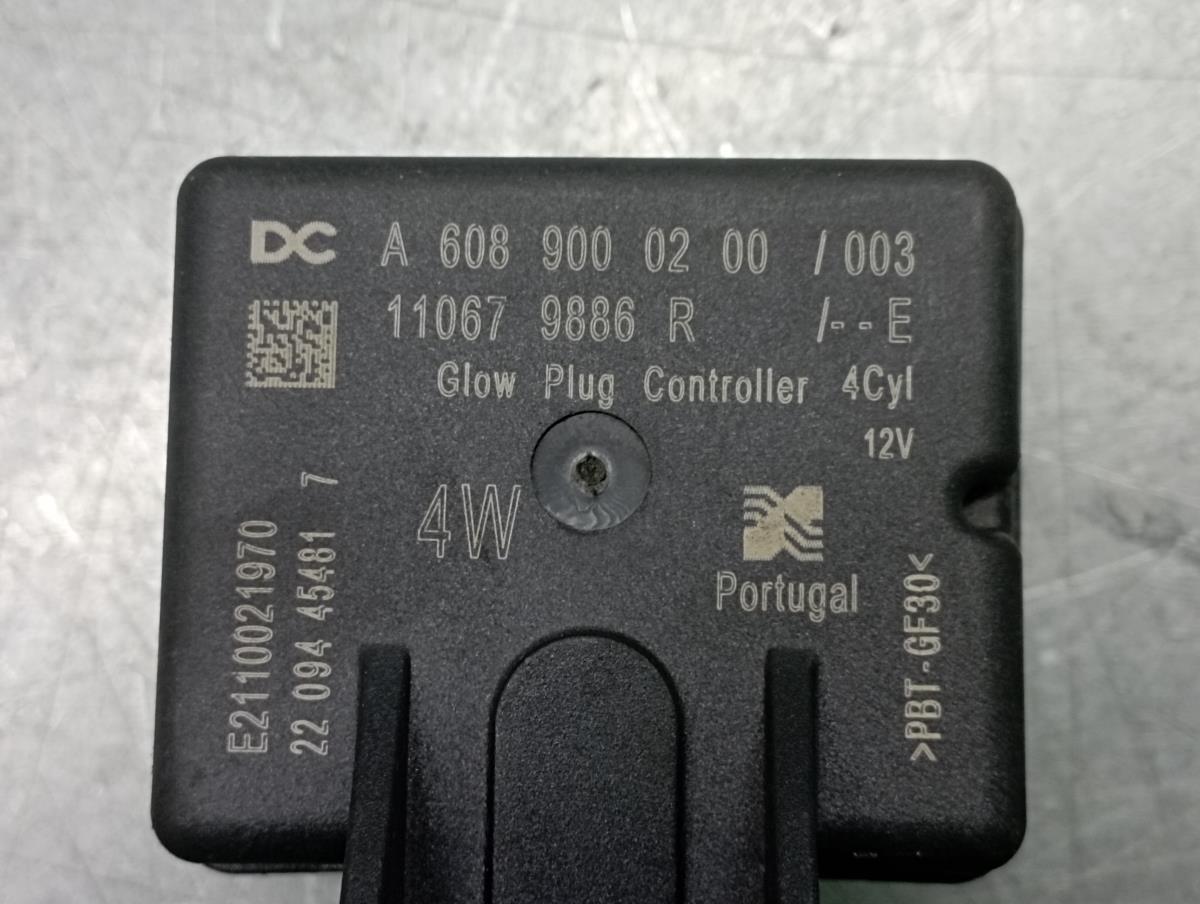 DC A 608 900 02 00 /003
11067 9886 R /--E
Glow Plug Controller 4Cyl
12V
4W
Portugal
E2110021970
22 094 45481 7
>PBT-GF30<